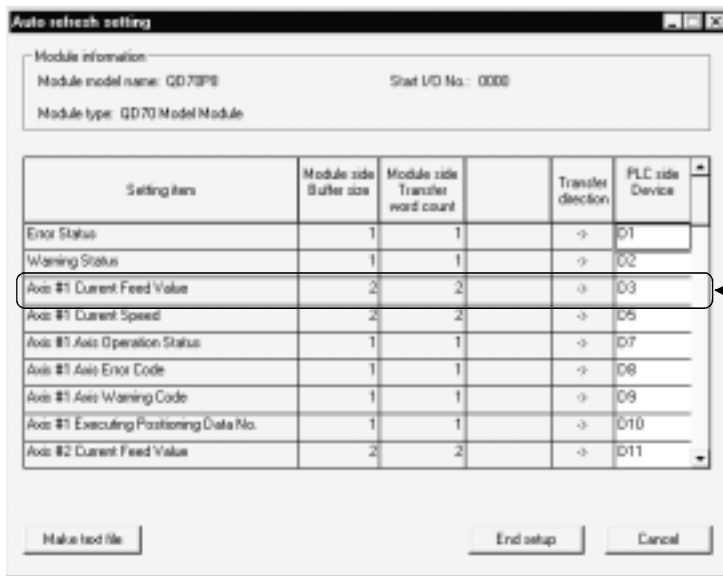 Auto refresh setting
Module information
Module model name: QD70P8 Start I/O No.: 0000
Module type: QD70 Model Module
Setting item Module side Buffer size Module side Transfer word count Transfer direction PLC side Device
Error Status 1 1 -> D1
Warning Status 1 1 -> D2
Axis #1 Current Feed Value 2 2 -> D3
Axis #1 Current Speed 2 2 -> D5
Axis #1 Axis Operation Status 1 1 -> D7
Axis #1 Axis Error Code 1 1 -> D8
Axis #1 Axis Warning Code 1 1 -> D9
Axis #1 Executing Positioning Data No. 1 1 -> D10
Axis #2 Current Feed Value 2 2 -> D11
Make text file End setup Cancel